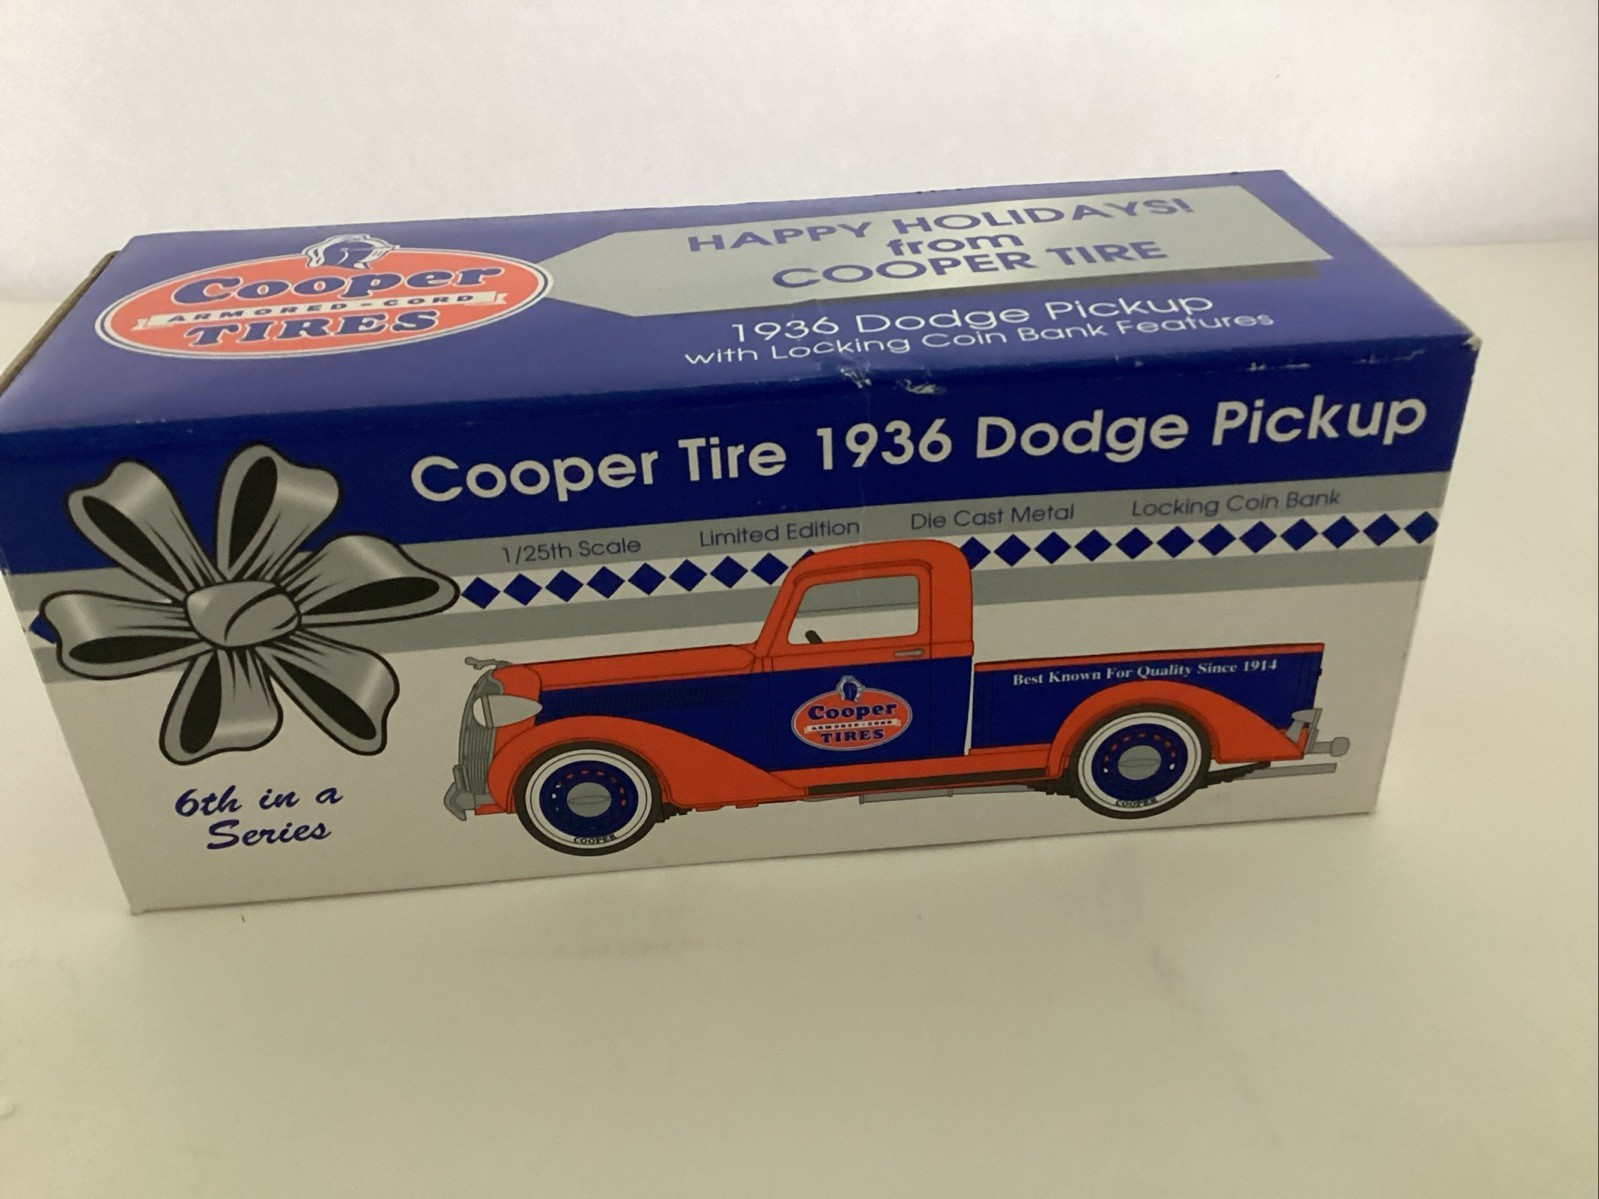 Cooper
ARMORED-CORD
TIRES
HAPPY HOLIDAYS!
from
COOPER TIRE
1936 Dodge Pickup
with Locking Coin Bank Features
Cooper Tire 1936 Dodge Pickup
1/25th Scale Limited Edition Die Cast Metal Locking Coin Bank
Best Known For Quality Since 1914
Cooper
ARMORED-CORD
TIRES
6th in a
Series
COOPER
COOPER